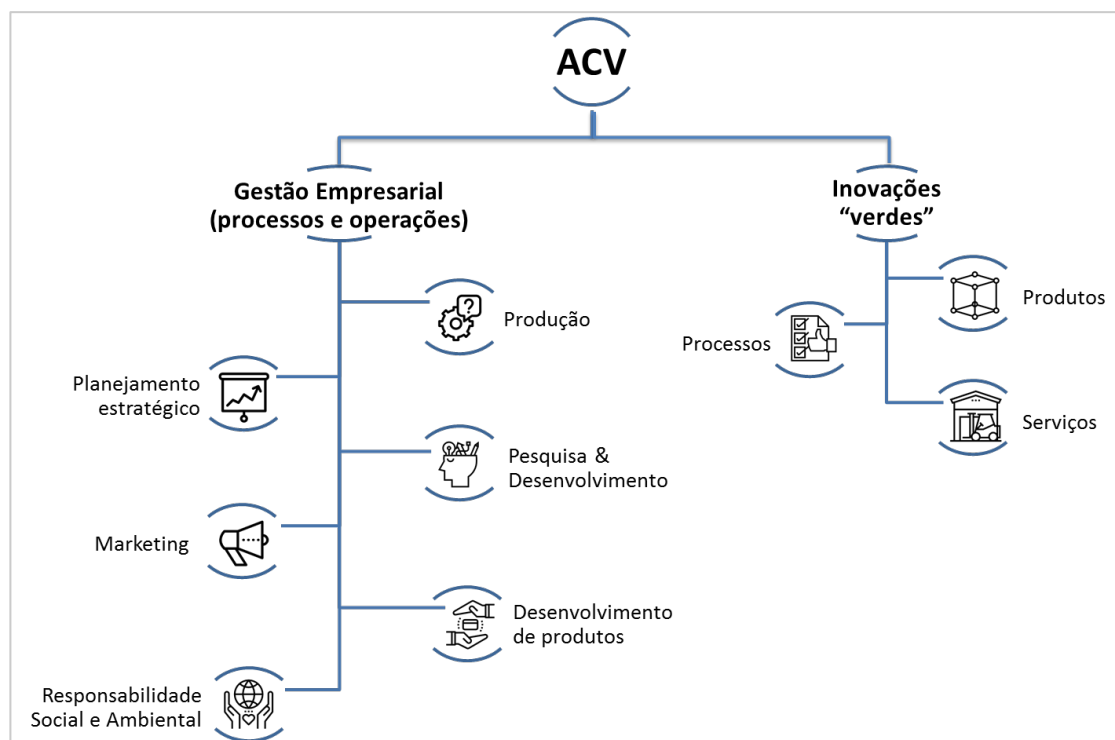 ACV
Gestão Empresarial
(processos e operações)
Inovações
“verdes”
Produção
Planejamento
estratégico
Pesquisa &
Desenvolvimento
Marketing
Desenvolvimento
de produtos
Responsabilidade
Social e Ambiental
Produtos
Processos
Serviços